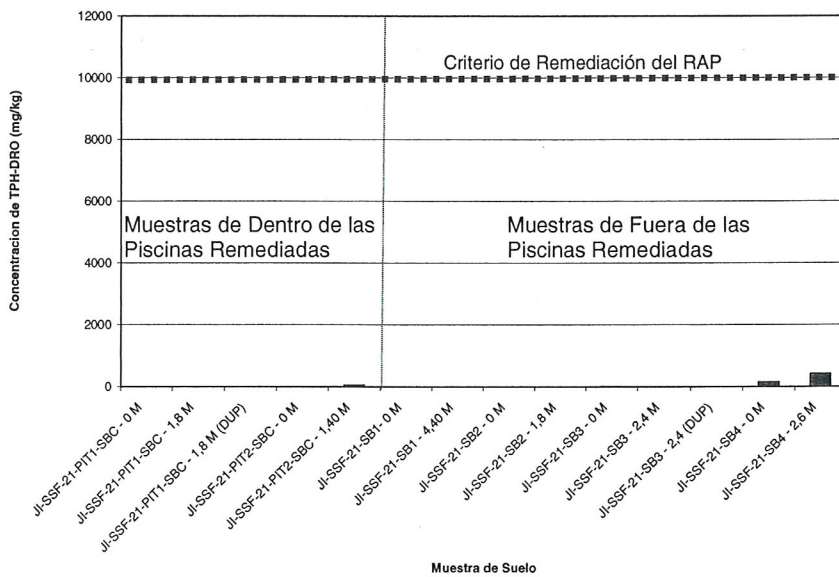 12000
Criterio de Remediación del RAP
10000
8000
6000
Muestras de Dentro de las
Piscinas Remediadas
Muestras de Fuera de las
Piscinas Remediadas
4000
2000
0
Concentracion de TPH-DRO (mg/kg)
JI-SSF-21-PIT1-SBC - 0 M
JI-SSF-21-PIT1-SBC - 1,8 M
JI-SSF-21-PIT1-SBC - 1,8 M (DUP)
JI-SSF-21-PIT2-SBC - 0 M
JI-SSF-21-PIT2-SBC - 1,40 M
JI-SSF-21-SB1 - 0 M
JI-SSF-21-SB1 - 4,40 M
JI-SSF-21-SB2 - 0 M
JI-SSF-21-SB2 - 1,8 M
JI-SSF-21-SB3 - 0 M
JI-SSF-21-SB3 - 2,4 M
JI-SSF-21-SB3 - 2,4 (DUP)
JI-SSF-21-SB4 - 0 M
JI-SSF-21-SB4 - 2,6 M
Muestra de Suelo